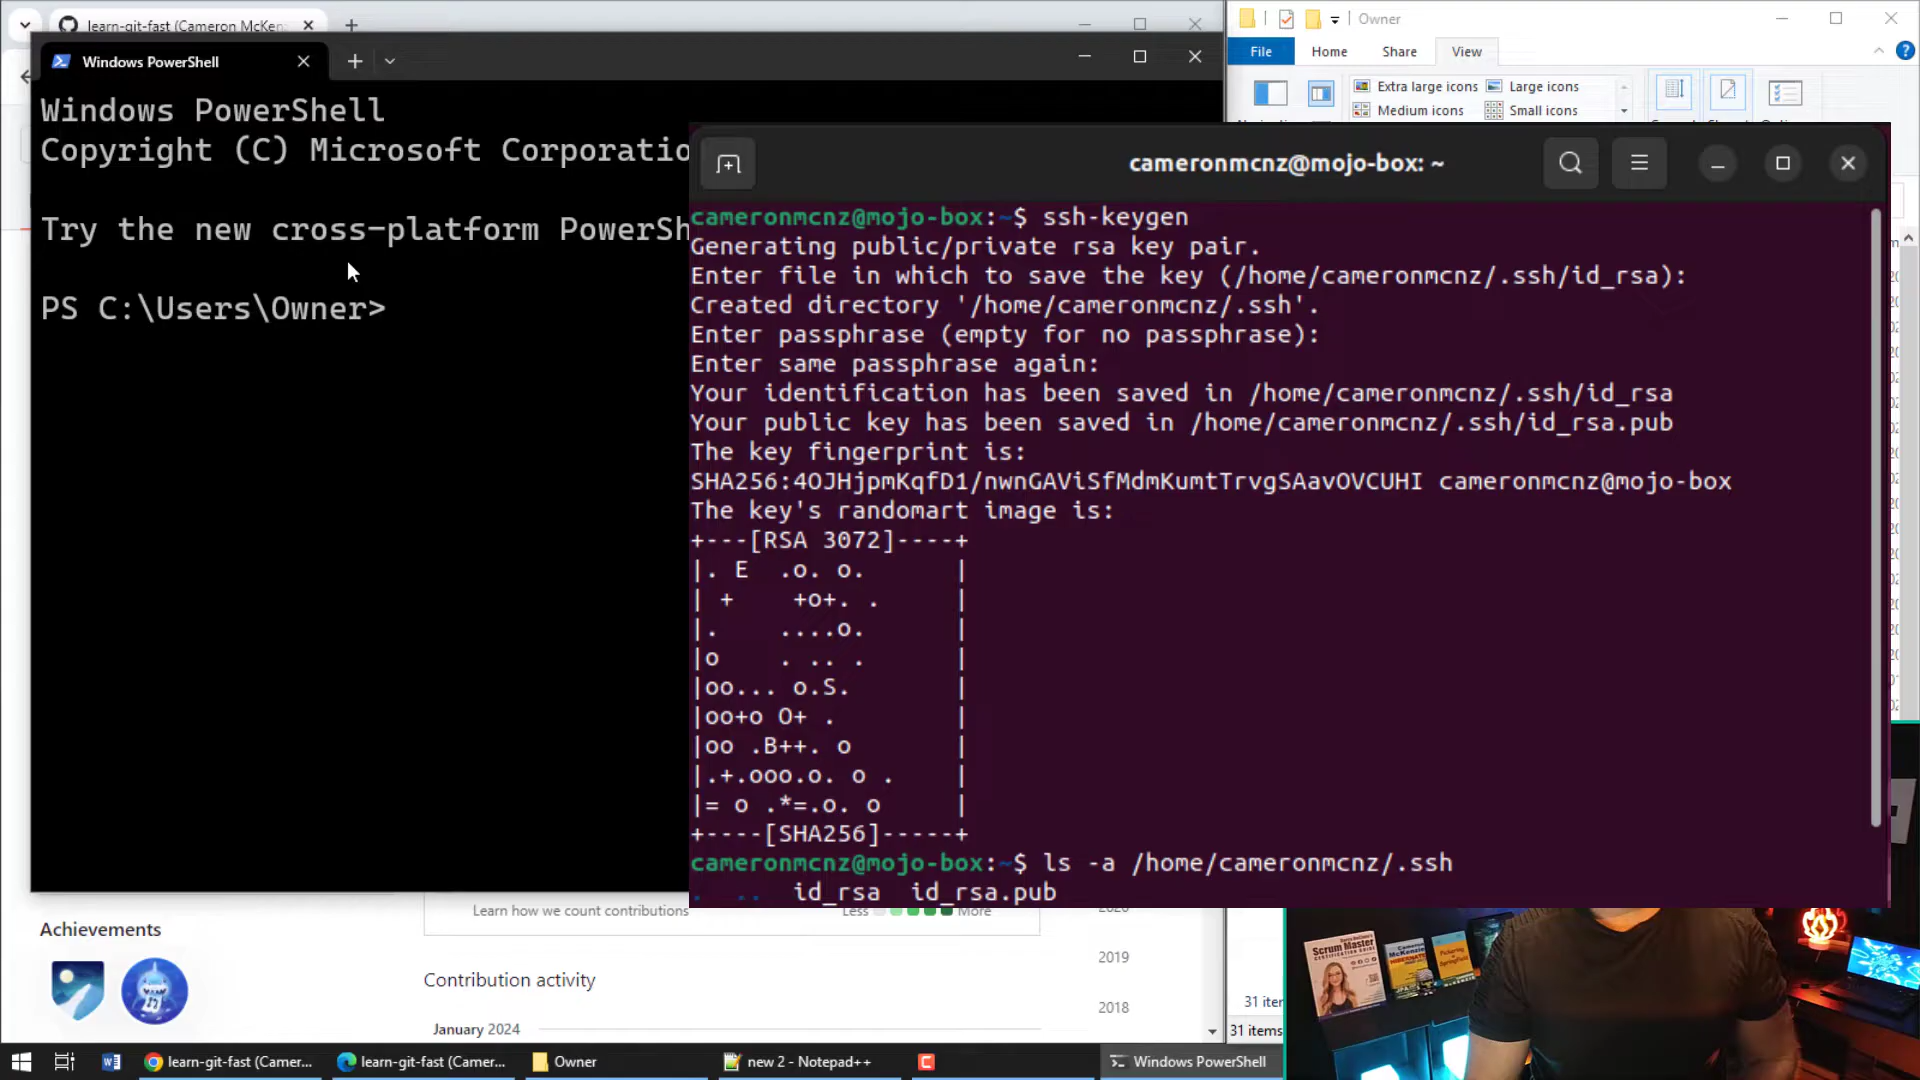 learn-git-fast (Cameron McKen
Owner
Windows PowerShell
File Home Share View
Windows PowerShell
Copyright (C) Microsoft Corporatio
Try the new cross-platform PowerSh
PS C:\Users\Owner>
Extra large icons Large icons
Medium icons Small icons
cameronmcnz@mojo-box: ~
cameronmcnz@mojo-box:~$ ssh-keygen
Generating public/private rsa key pair.
Enter file in which to save the key (/home/cameronmcnz/.ssh/id_rsa):
Created directory '/home/cameronmcnz/.ssh'.
Enter passphrase (empty for no passphrase):
Enter same passphrase again:
Your identification has been saved in /home/cameronmcnz/.ssh/id_rsa
Your public key has been saved in /home/cameronmcnz/.ssh/id_rsa.pub
The key fingerprint is:
SHA256:4OJHjpmKqfD1/nwnGAViSfMdmKumtTrvgSAavOVCUHI cameronmcnz@mojo-box
The key's randomart image is:
+---[RSA 3072]----+
|. E  .o. o.      |
| +    +o+. .     |
|.    ....o.      |
|o    . .. .      |
|oo... o.S.       |
|oo+o O+ .        |
|oo .B++. o       |
|.+.ooo.o. o .    |
|= o .*=.o. o     |
+----[SHA256]-----+
cameronmcnz@mojo-box:~$ ls -a /home/cameronmcnz/.ssh
.  ..  id_rsa  id_rsa.pub
Learn how we count contributions
Less More
2020
Achievements
2019
Contribution activity
2018
January 2024
31 iter
31 items
Scrum Master
learn-git-fast (Camer...
learn-git-fast (Camer...
Owner
new 2 - Notepad++
Windows PowerShell